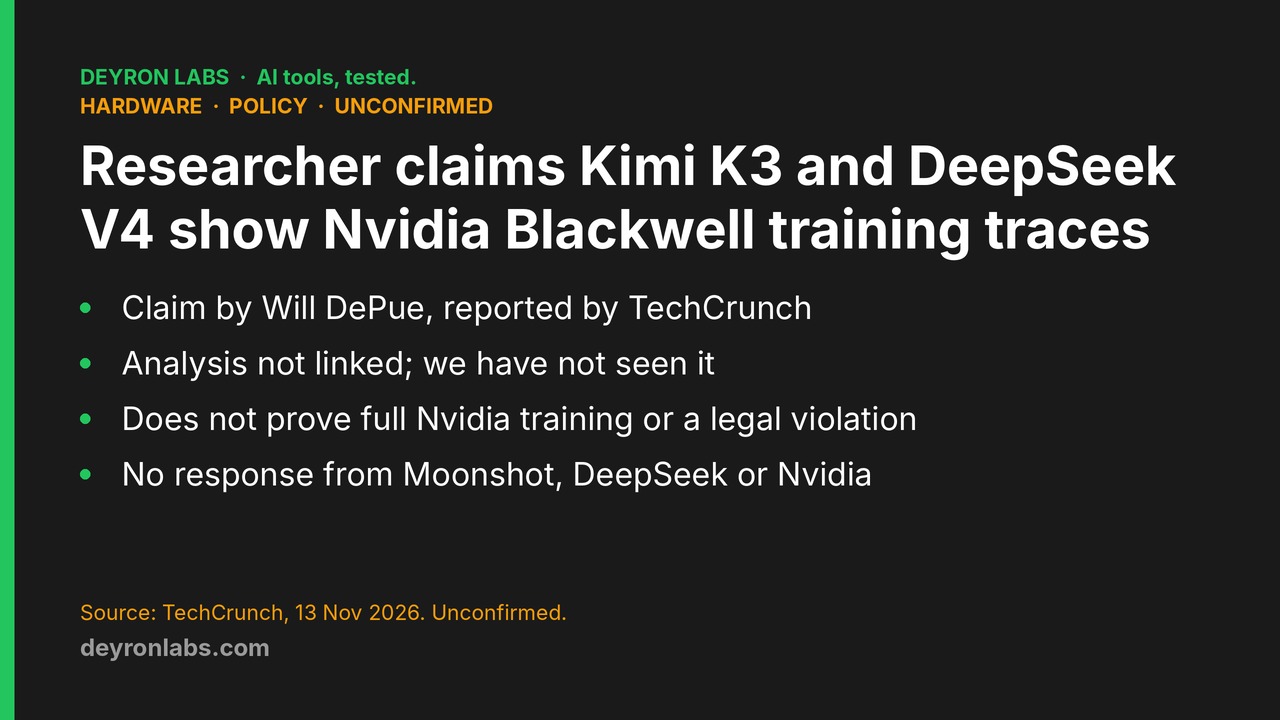 DEYRON LABS · AI tools, tested.
HARDWARE · POLICY · UNCONFIRMED
Researcher claims Kimi K3 and DeepSeek
V4 show Nvidia Blackwell training traces
• Claim by Will DePue, reported by TechCrunch
• Analysis not linked; we have not seen it
• Does not prove full Nvidia training or a legal violation
• No response from Moonshot, DeepSeek or Nvidia
Source: TechCrunch, 13 Nov 2026. Unconfirmed.
deyronlabs.com